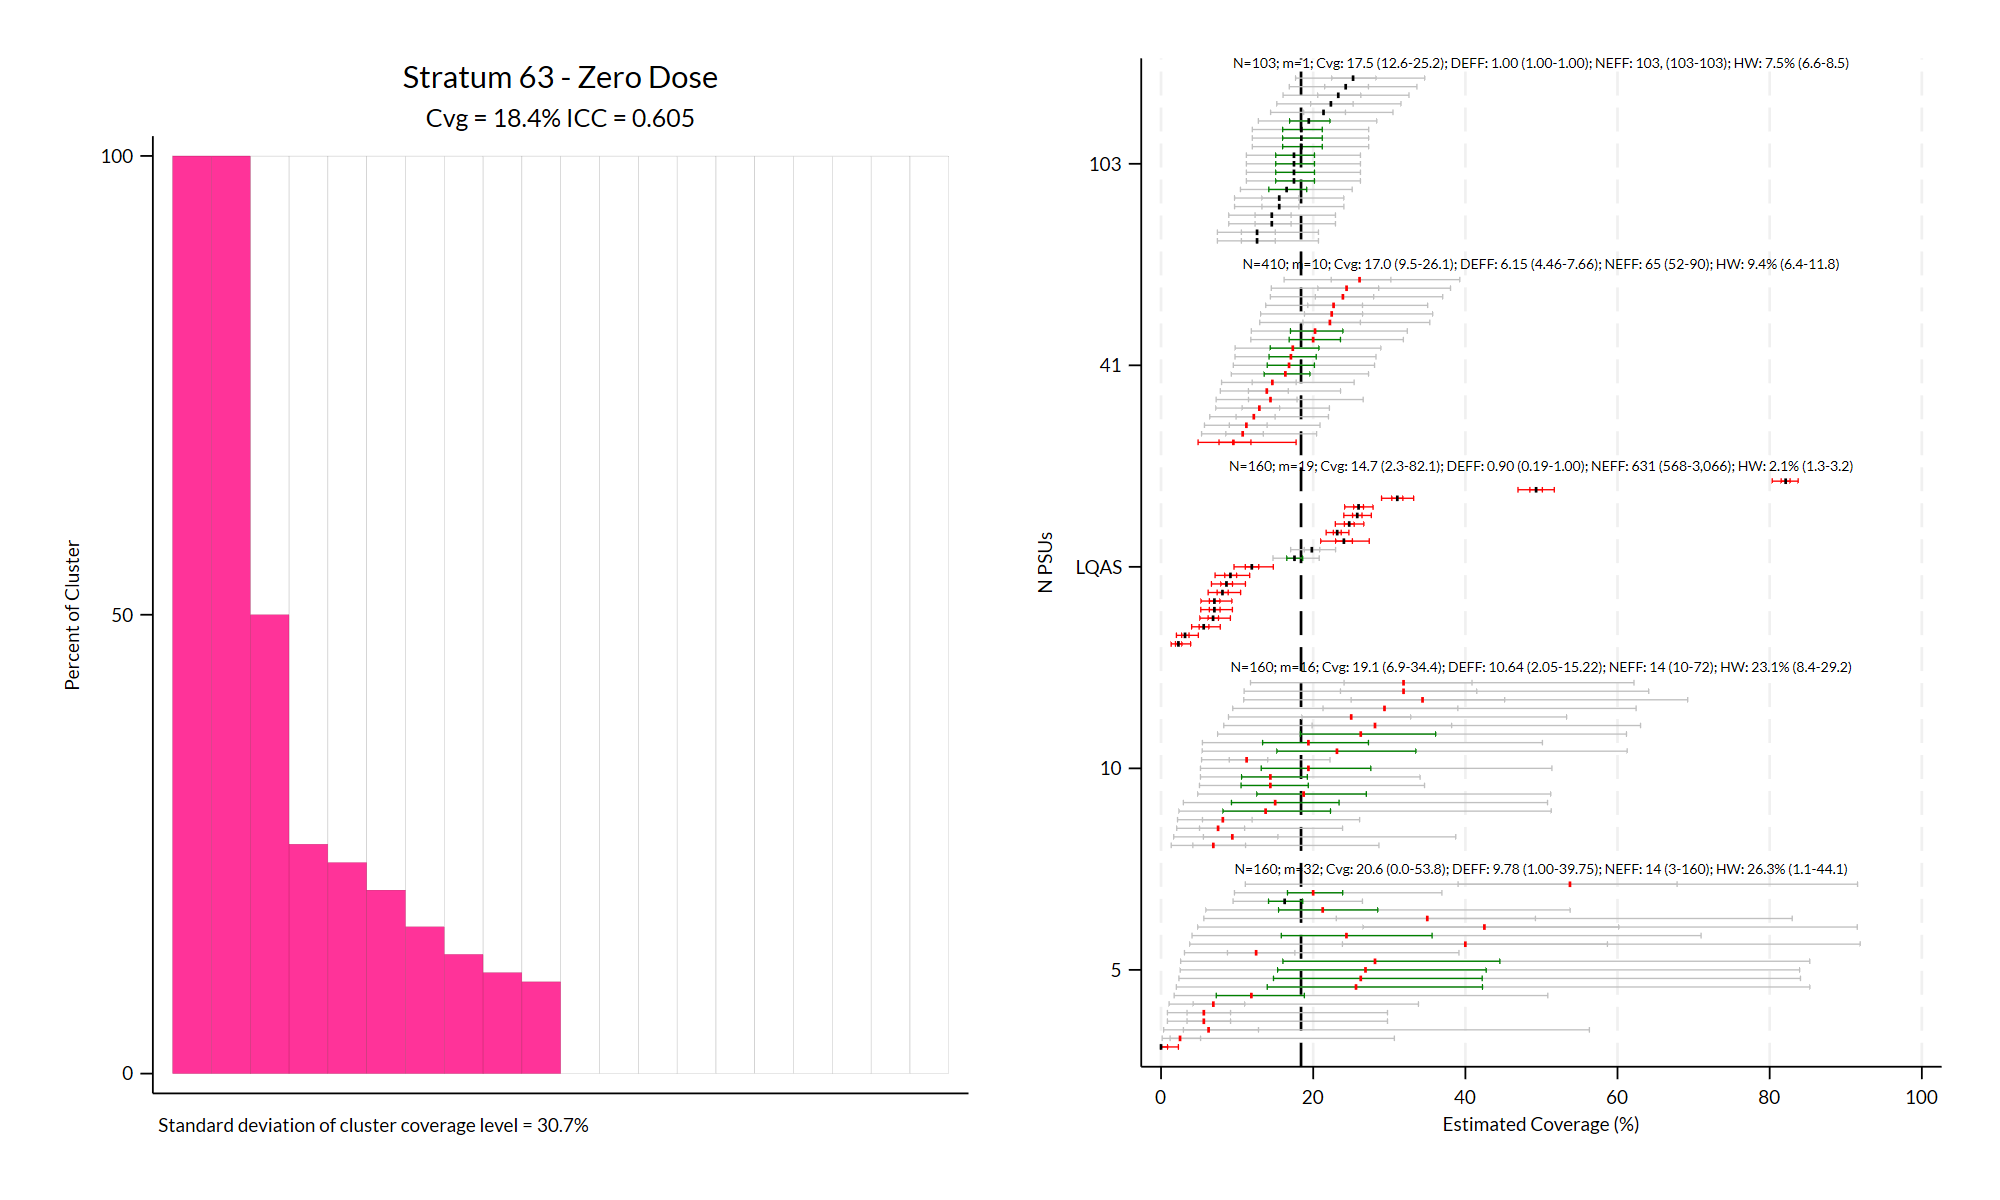 Stratum 63 - Zero Dose
Cvg = 18.4% ICC = 0.605
100
50
0
Percent of Cluster
Standard deviation of cluster coverage level = 30.7%
N=103; m=1; Cvg: 17.5 (12.6-25.2); DEFF: 1.00 (1.00-1.00); NEFF: 103, (103-103); HW: 7.5% (6.6-8.5)
103
N=410; m=10; Cvg: 17.0 (9.5-26.1); DEFF: 6.15 (4.46-7.66); NEFF: 65 (52-90); HW: 9.4% (6.4-11.8)
41
N=160; m=19; Cvg: 14.7 (2.3-82.1); DEFF: 0.90 (0.19-1.00); NEFF: 631 (568-3,066); HW: 2.1% (1.3-3.2)
LQAS
N PSUs
N=160; m=16; Cvg: 19.1 (6.9-34.4); DEFF: 10.64 (2.05-15.22); NEFF: 14 (10-72); HW: 23.1% (8.4-29.2)
10
N=160; m=32; Cvg: 20.6 (0.0-53.8); DEFF: 9.78 (1.00-39.75); NEFF: 14 (3-160); HW: 26.3% (1.1-44.1)
5
0 20 40 60 80 100
Estimated Coverage (%)